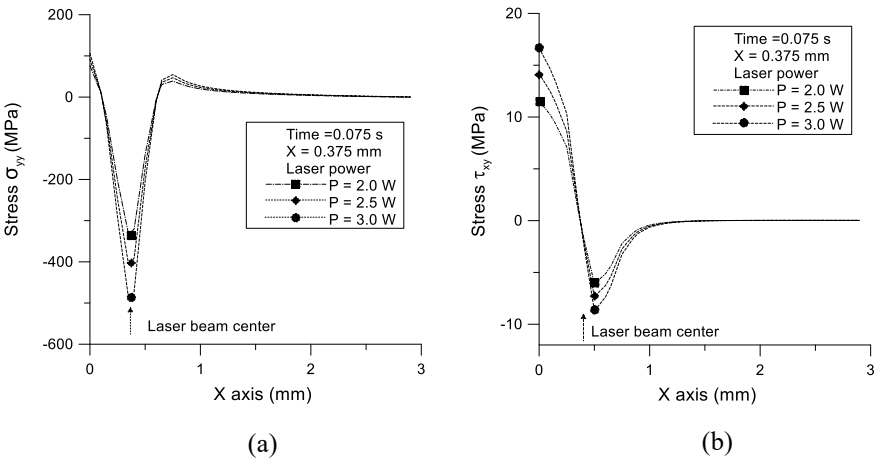 200
0
-200
-400
-600
Stress σyy (MPa)
Time =0.075 s
X = 0.375 mm
Laser power
P = 2.0 W
P = 2.5 W
P = 3.0 W
Laser beam center
0
1
2
3
X axis (mm)
(a)
20
10
0
-10
Stress τxy (MPa)
Time =0.075 s
X = 0.375 mm
Laser power
P = 2.0 W
P = 2.5 W
P = 3.0 W
Laser beam center
0
1
2
3
X axis (mm)
(b)